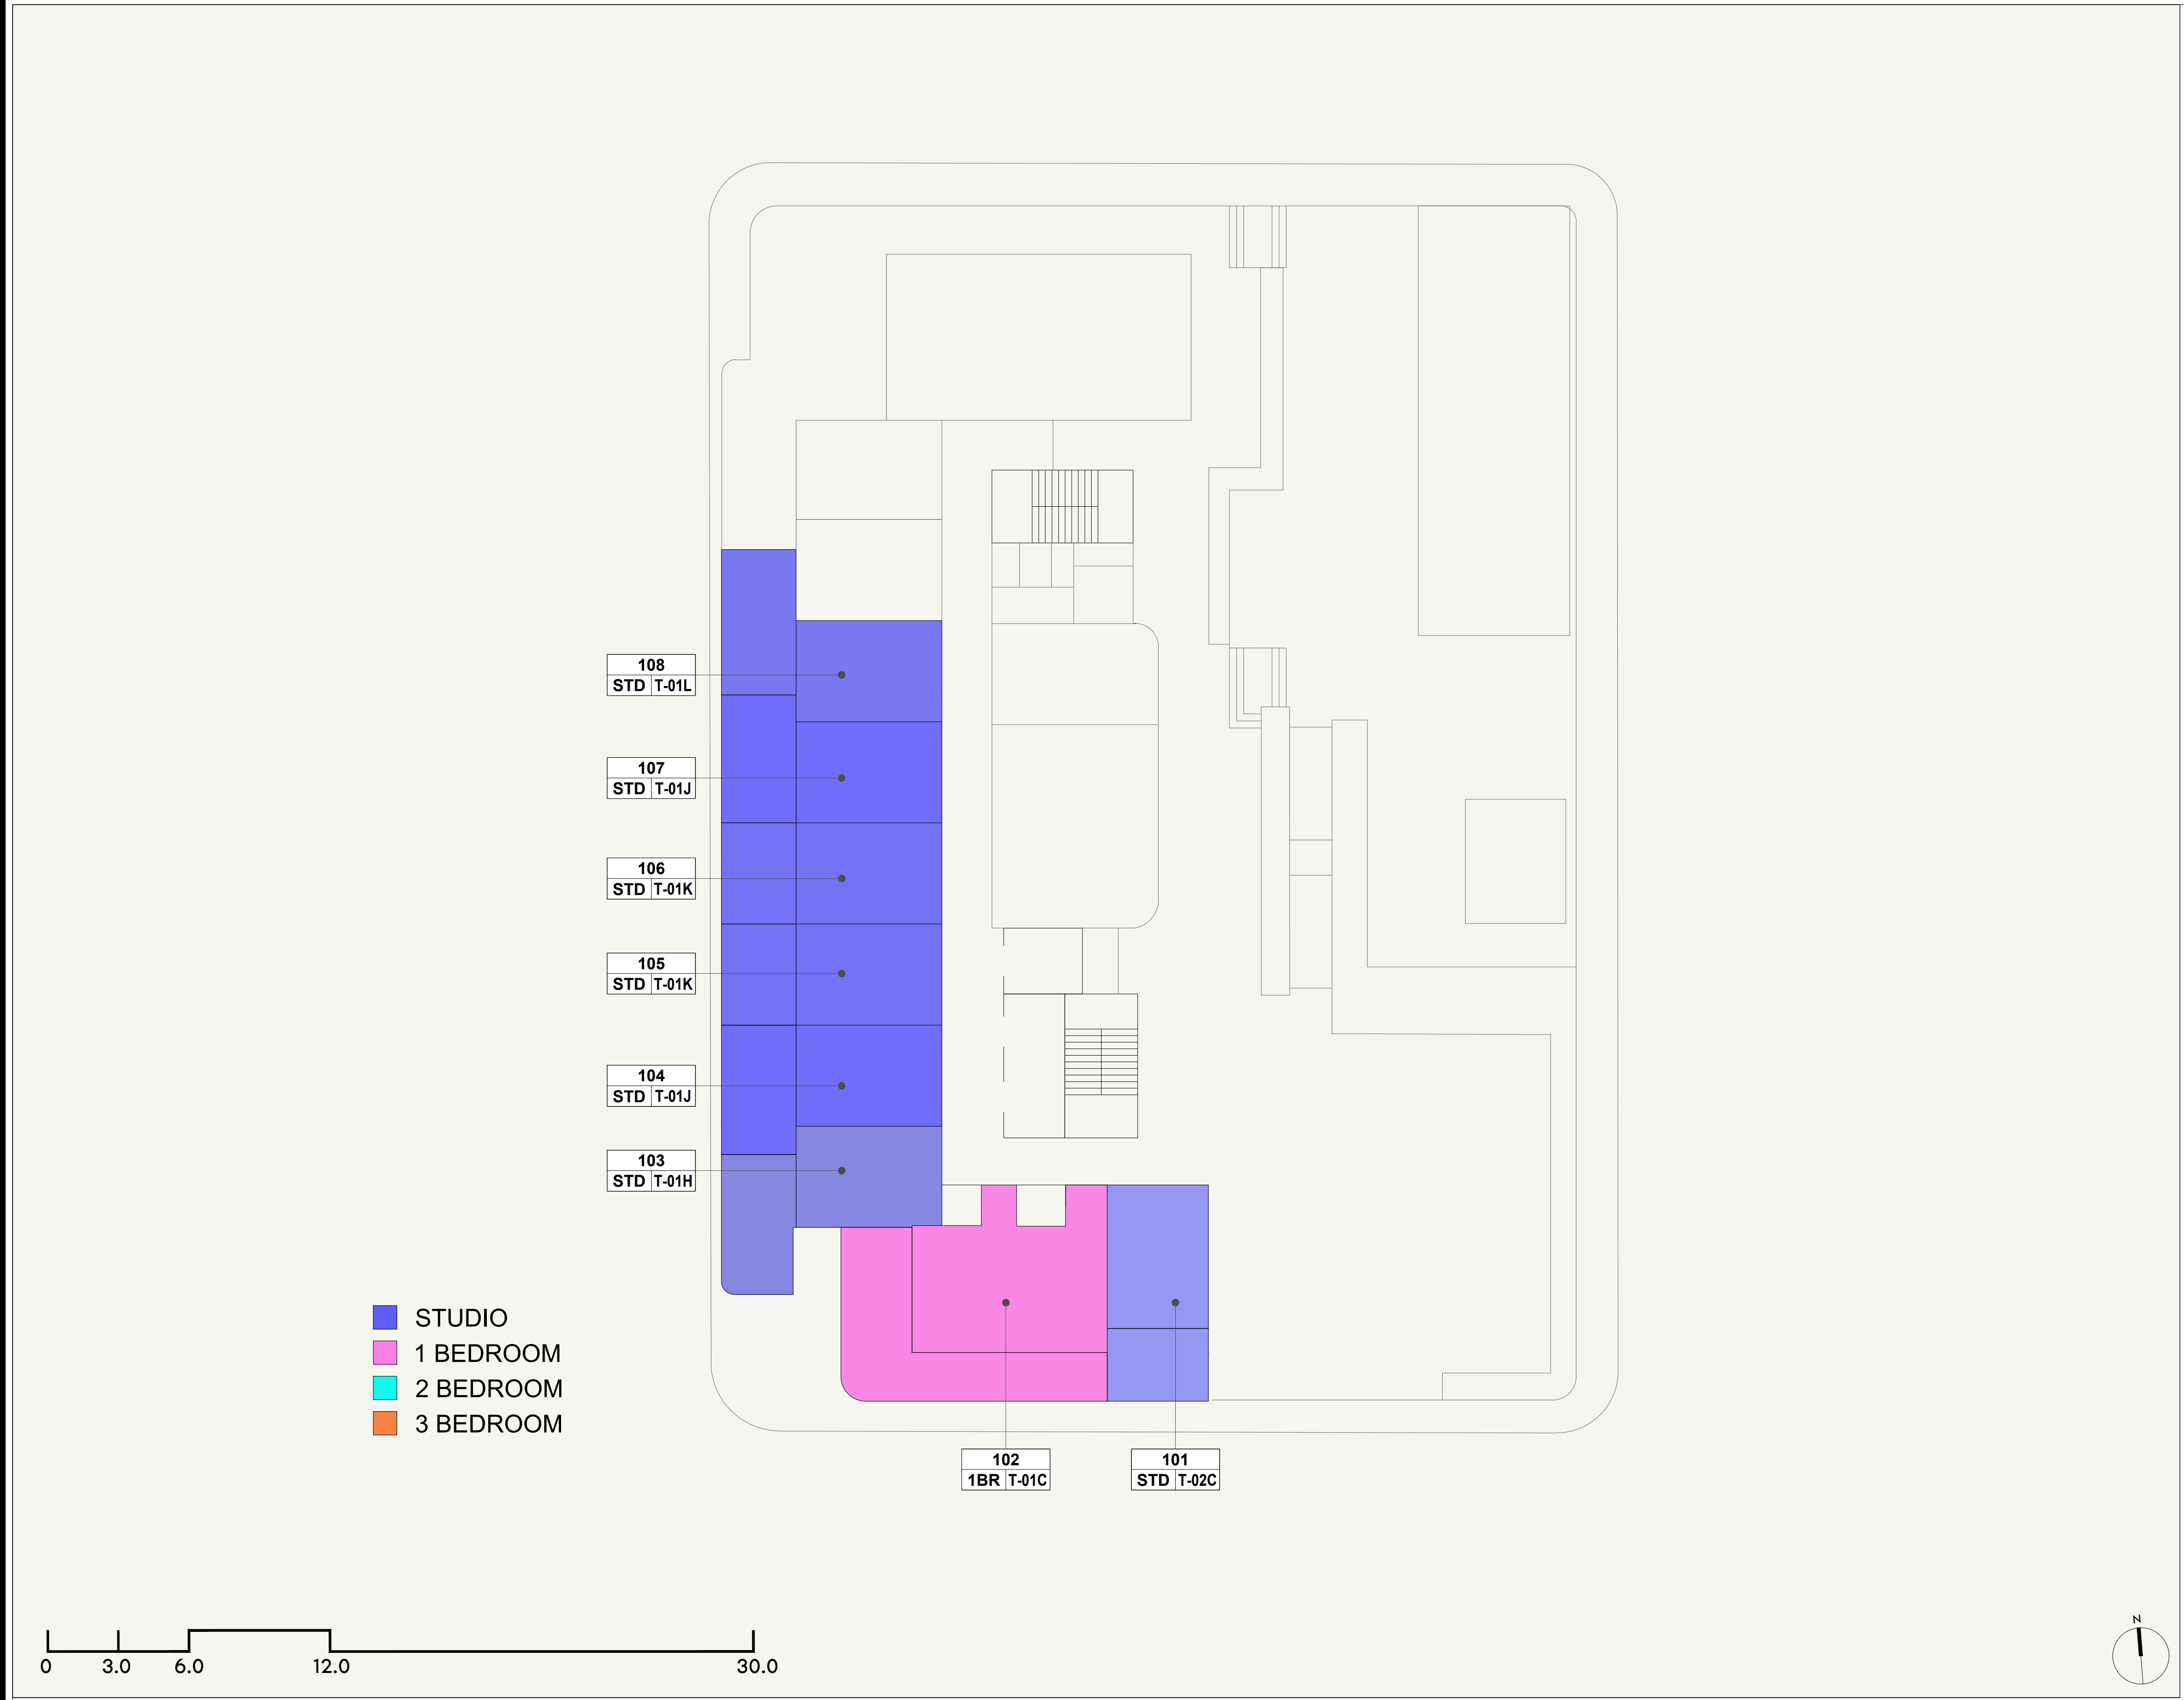 108
STD T-01L
107
STD T-01J
106
STD T-01K
105
STD T-01K
104
STD T-01J
103
STD T-01H
STUDIO
1 BEDROOM
2 BEDROOM
3 BEDROOM
102
1BR T-01C
101
STD T-02C
0 3.0 6.0 12.0 30.0
N